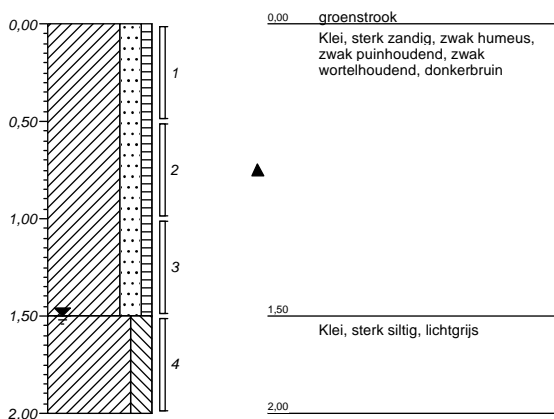 0,00
0,50
1,00
1,50
2,00
1
2
3
4
0,00
groenstrook
Klei, sterk zandig, zwak humeus,
zwak puinhoudend, zwak
wortelhoudend, donkerbruin
1,50
Klei, sterk siltig, lichtgrijs
2,00